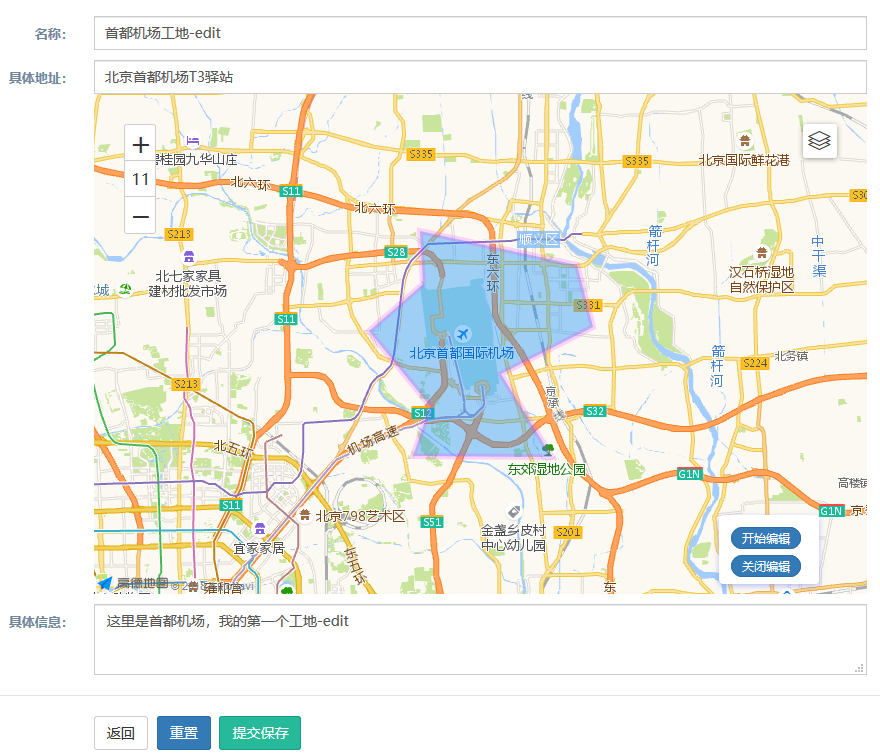 名称：
首都机场工地-edit
具体地址：
北京首都机场T3驿站
+
11
−
碧桂园九华山庄
S335
S335
北京国际鲜花港
北六环
S11
北六环
S213
顺义区
箭杆河
中干渠
S28
东六环
北七家家具
建材批发市场
汉石桥湿地
自然保护区
S11
S331
北京首都国际机场
箭杆河
北务镇
S224
S213
京承线
S12
S32
机场高速
北五环
东郊湿地公园
G1N
高楼镇
S11
北京798艺术区
S51
G1N
金盏乡皮村
中心幼儿园
S201
宜家家居
东五环
开始编辑
关闭编辑
高德地图
雍和宫
东
具体信息：
这里是首都机场，我的第一个工地-edit
返回
重置
提交保存